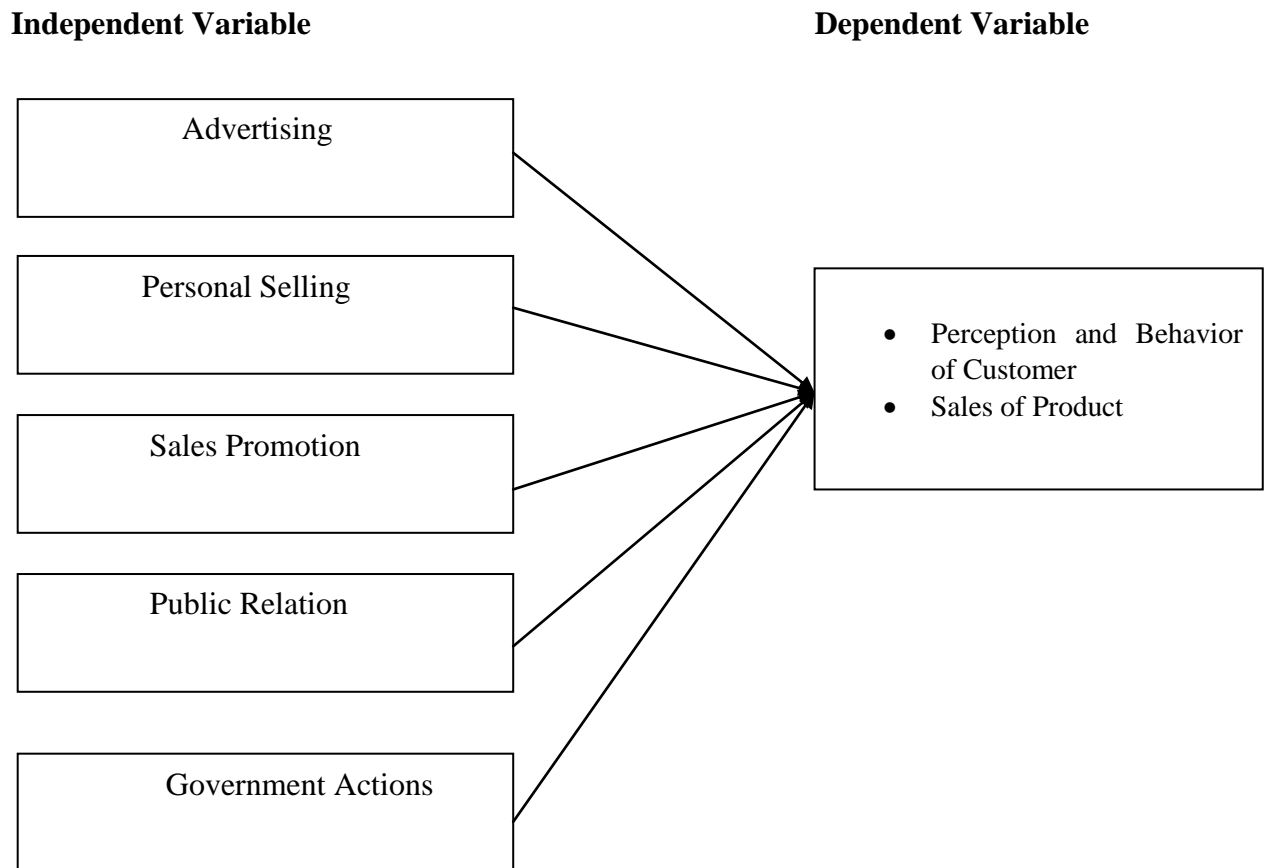 Independent Variable
Dependent Variable
Advertising
Personal Selling
Sales Promotion
Public Relation
Government Actions
• Perception and Behavior
of Customer
• Sales of Product